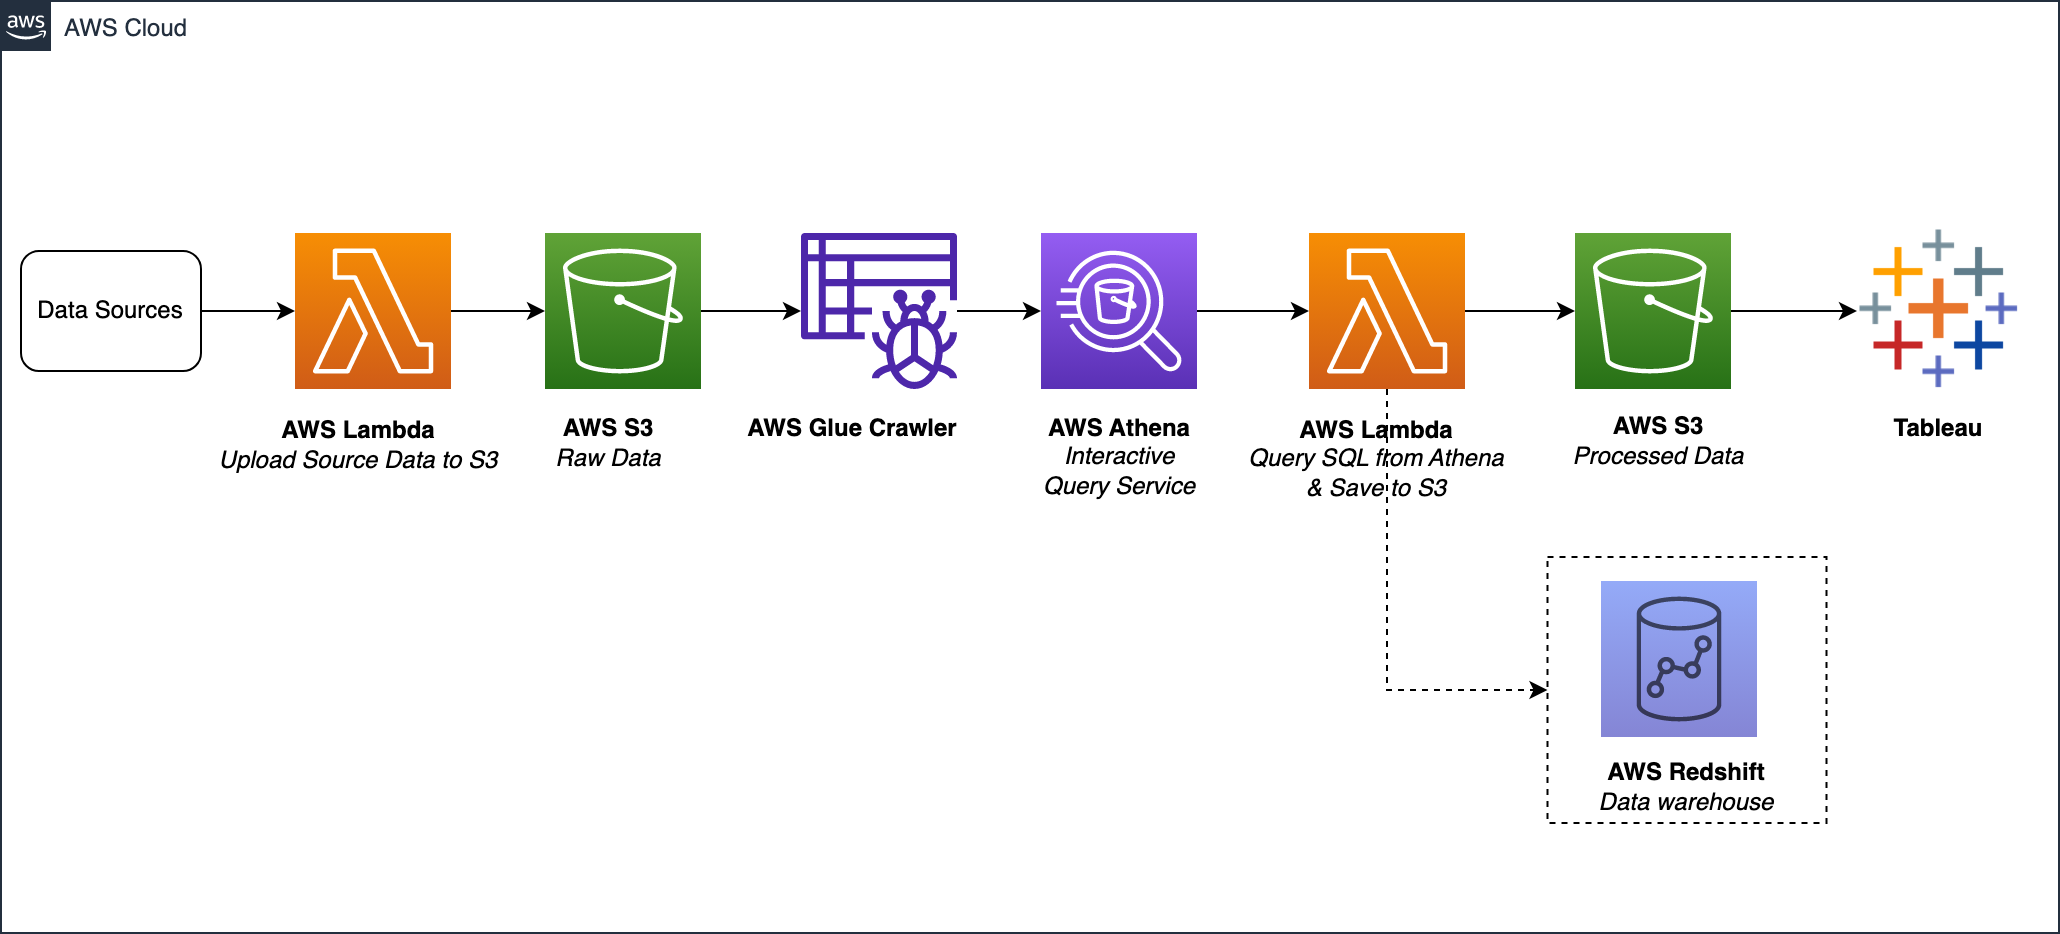 aws
AWS Cloud
Data Sources
AWS Lambda
Upload Source Data to S3
AWS S3
Raw Data
AWS Glue Crawler
AWS Athena
Interactive
Query Service
AWS Lambda
Query SQL from Athena
& Save to S3
AWS S3
Processed Data
Tableau
AWS Redshift
Data warehouse